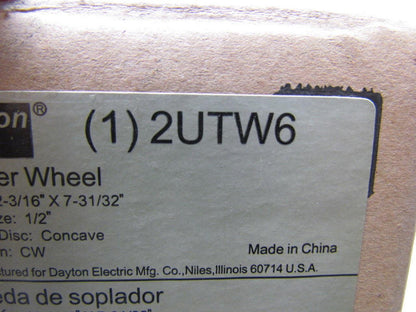 on®
(1) 2UTW6
er Wheel
2-3/16" X 7-31/32"
ze: 1/2"
Disc: Concave
n: CW
Made in China
ctured for Dayton Electric Mfg. Co.,Niles,Illinois 60714 U.S.A.
eda de soplador